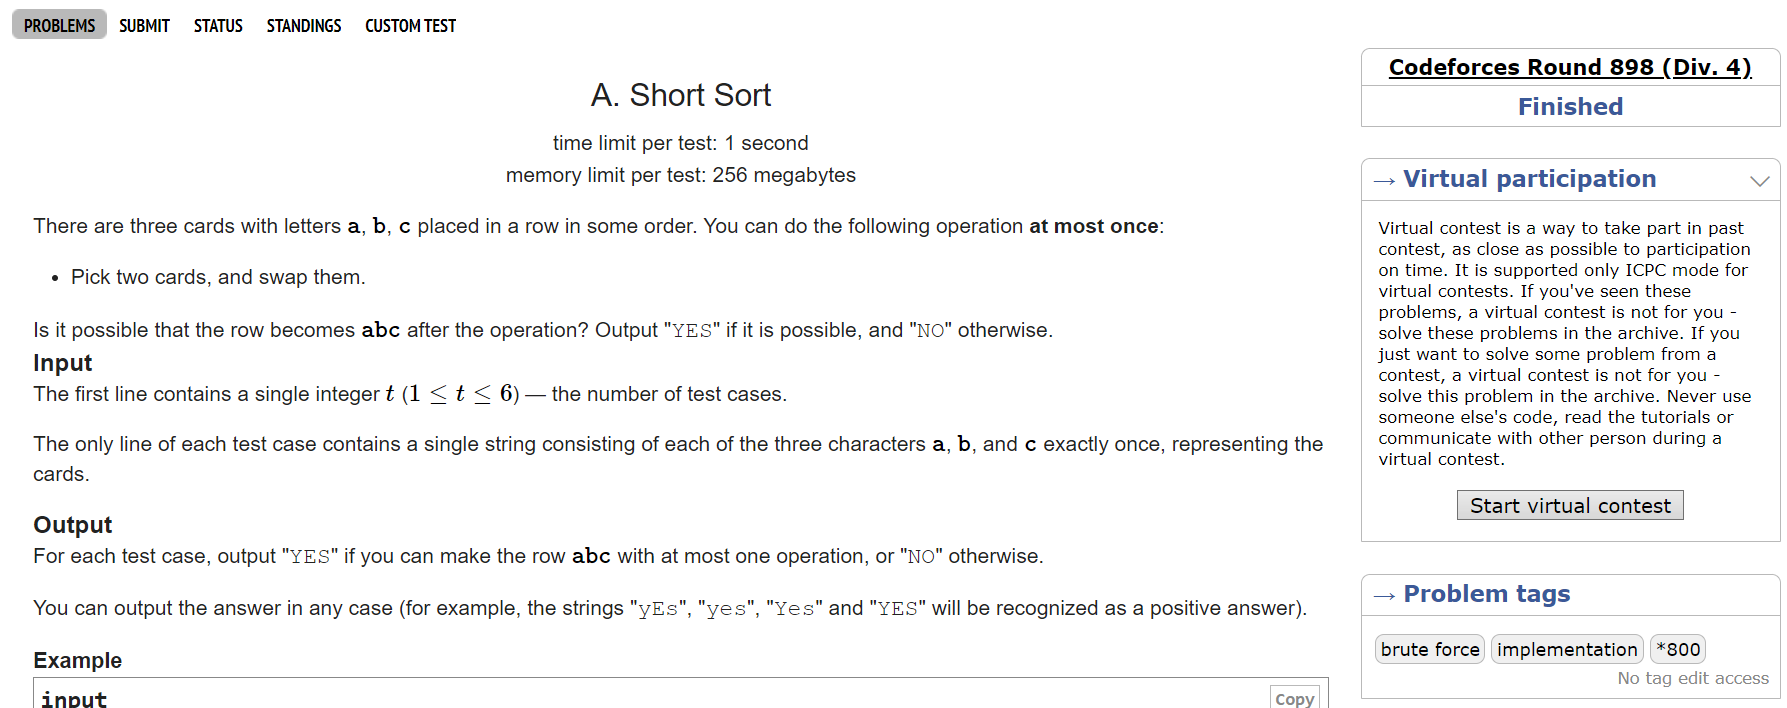 PROBLEMS SUBMIT STATUS STANDINGS CUSTOM TEST
A. Short Sort
time limit per test: 1 second
memory limit per test: 256 megabytes
There are three cards with letters a, b, c placed in a row in some order. You can do the following operation at most once:
• Pick two cards, and swap them.
Is it possible that the row becomes abc after the operation? Output "YES" if it is possible, and "NO" otherwise.
Input
The first line contains a single integer t (1 ≤ t ≤ 6) — the number of test cases.
The only line of each test case contains a single string consisting of each of the three characters a, b, and c exactly once, representing the
cards.
Output
For each test case, output "YES" if you can make the row abc with at most one operation, or "NO" otherwise.
You can output the answer in any case (for example, the strings "yEs", "yes", "Yes" and "YES" will be recognized as a positive answer).
Example
input
Copy
Codeforces Round 898 (Div. 4)
Finished
→ Virtual participation
Virtual contest is a way to take part in past
contest, as close as possible to participation
on time. It is supported only ICPC mode for
virtual contests. If you've seen these
problems, a virtual contest is not for you -
solve these problems in the archive. If you
just want to solve some problem from a
contest, a virtual contest is not for you -
solve this problem in the archive. Never use
someone else's code, read the tutorials or
communicate with other person during a
virtual contest.
Start virtual contest
→ Problem tags
brute force implementation *800
No tag edit access